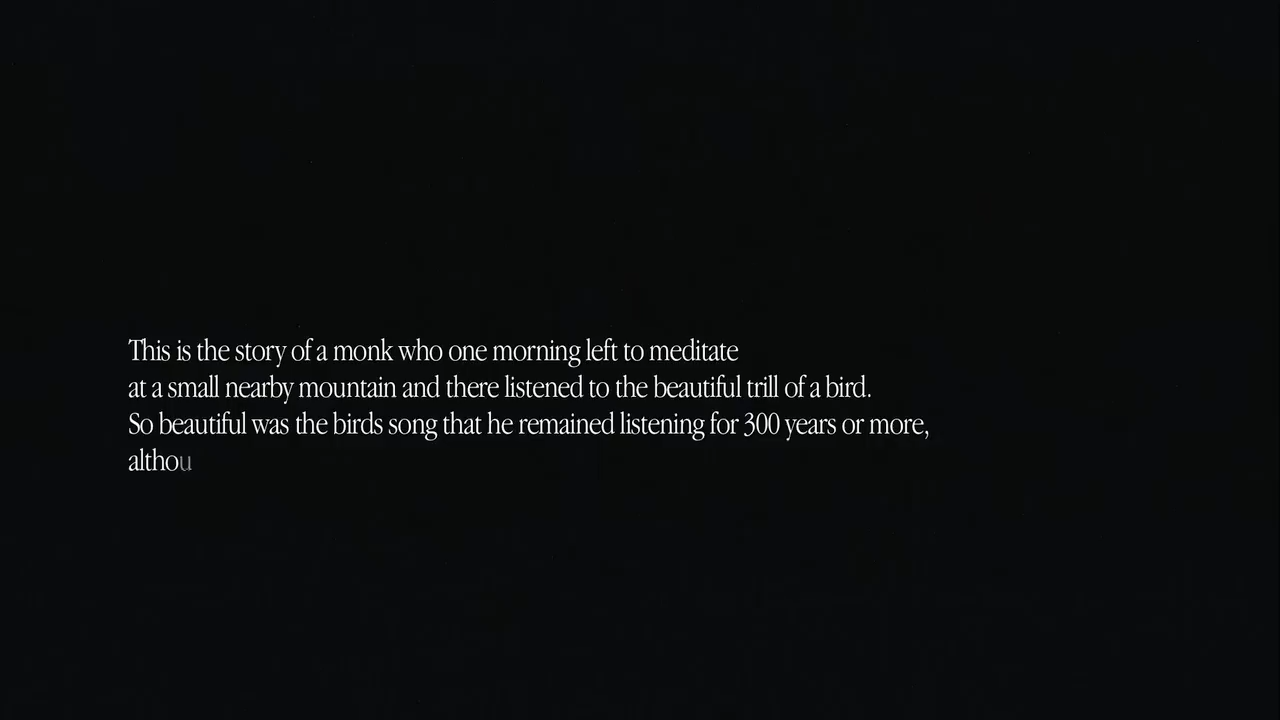 This is the story of a monk who one morning left to meditate
at a small nearby mountain and there listened to the beautiful trill of a bird.
So beautiful was the birds song that he remained listening for 300 years or more,
althou